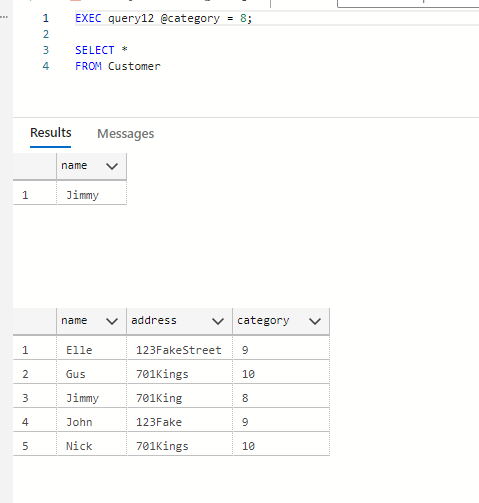 1 EXEC query12 @category = 8;
2
3 SELECT *
4 FROM Customer
Results Messages
name
1 Jimmy
name address category
1 Elle 123FakeStreet 9
2 Gus 701Kings 10
3 Jimmy 701King 8
4 John 123Fake 9
5 Nick 701Kings 10